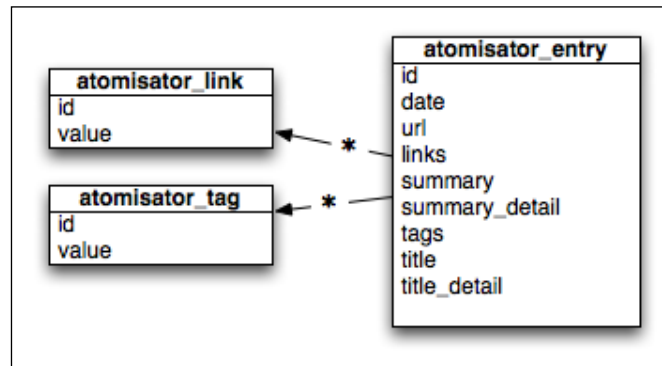 atomisator_link
id
value
*
atomisator_tag
id
value
*
atomisator_entry
id
date
url
links
summary
summary_detail
tags
title
title_detail